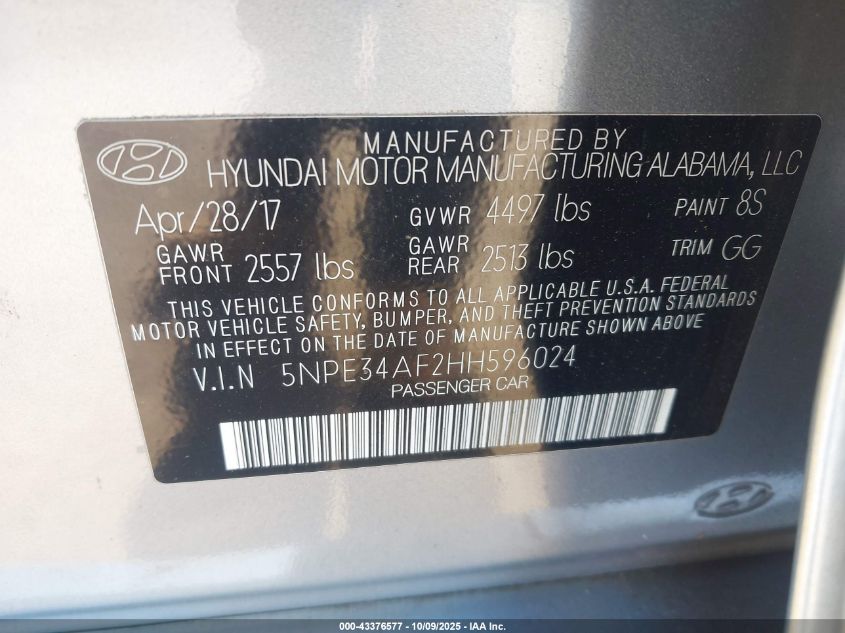 MANUFACTURED BY
HYUNDAI MOTOR MANUFACTURING ALABAMA, LLC
Apr/28/17 GVWR 4497 lbs PAINT 8S
GAWR FRONT 2557 lbs GAWR REAR 2513 lbs TRIM GG
THIS VEHICLE CONFORMS TO ALL APPLICABLE U.S.A. FEDERAL
MOTOR VEHICLE SAFETY, BUMPER, AND THEFT PREVENTION STANDARDS
IN EFFECT ON THE DATE OF MANUFACTURE SHOWN ABOVE
V.I.N 5NPE34AF2HH596024
PASSENGER CAR
000-43376577 - 10/09/2025 - IAA Inc.